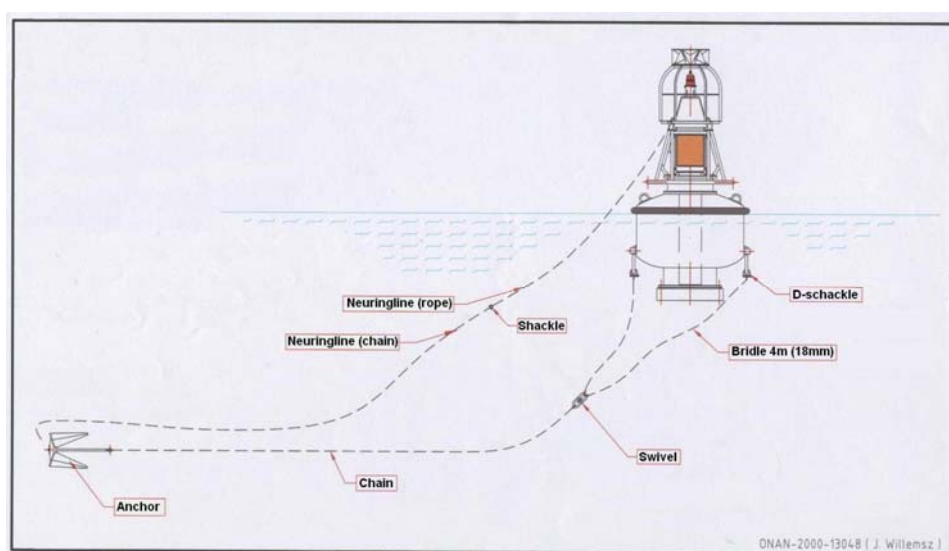 Neuringline (rope)
D-schackle
Shackle
Neuringline (chain)
Bridle 4m (18mm)
Swivel
Chain
Anchor
ONAN-2000-13048 ( J. Willemsz )